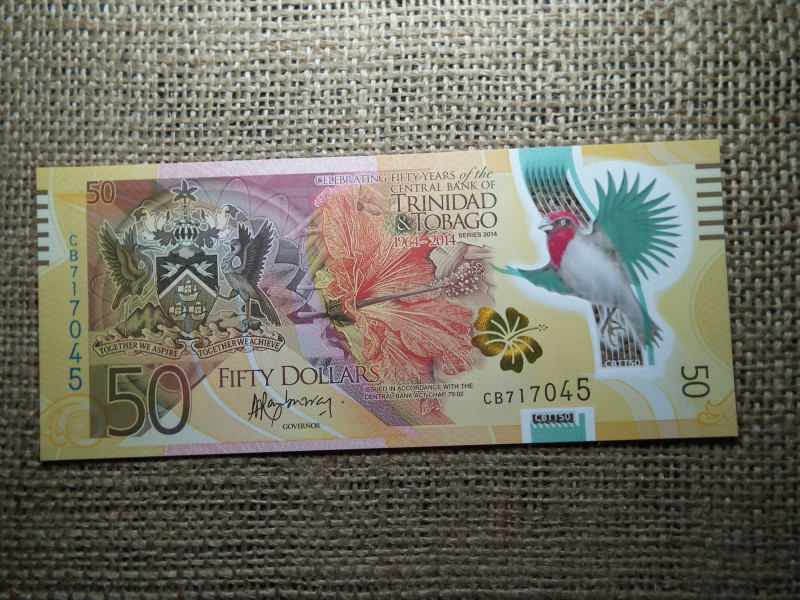 50
CELEBRATING FIFTY YEARS of the
CENTRAL BANK OF
TRINIDAD
& TOBAGO
1964-2014 SERIES 2014
CB717045
TOGETHER WE ASPIRE TOGETHER WE ACHIEVE
50
FIFTY DOLLARS
ISSUED IN ACCORDANCE WITH THE
CENTRAL BANK ACT CHAP. 79:02
GOVERNOR
CB717045
CBTT50
CBTT50
50